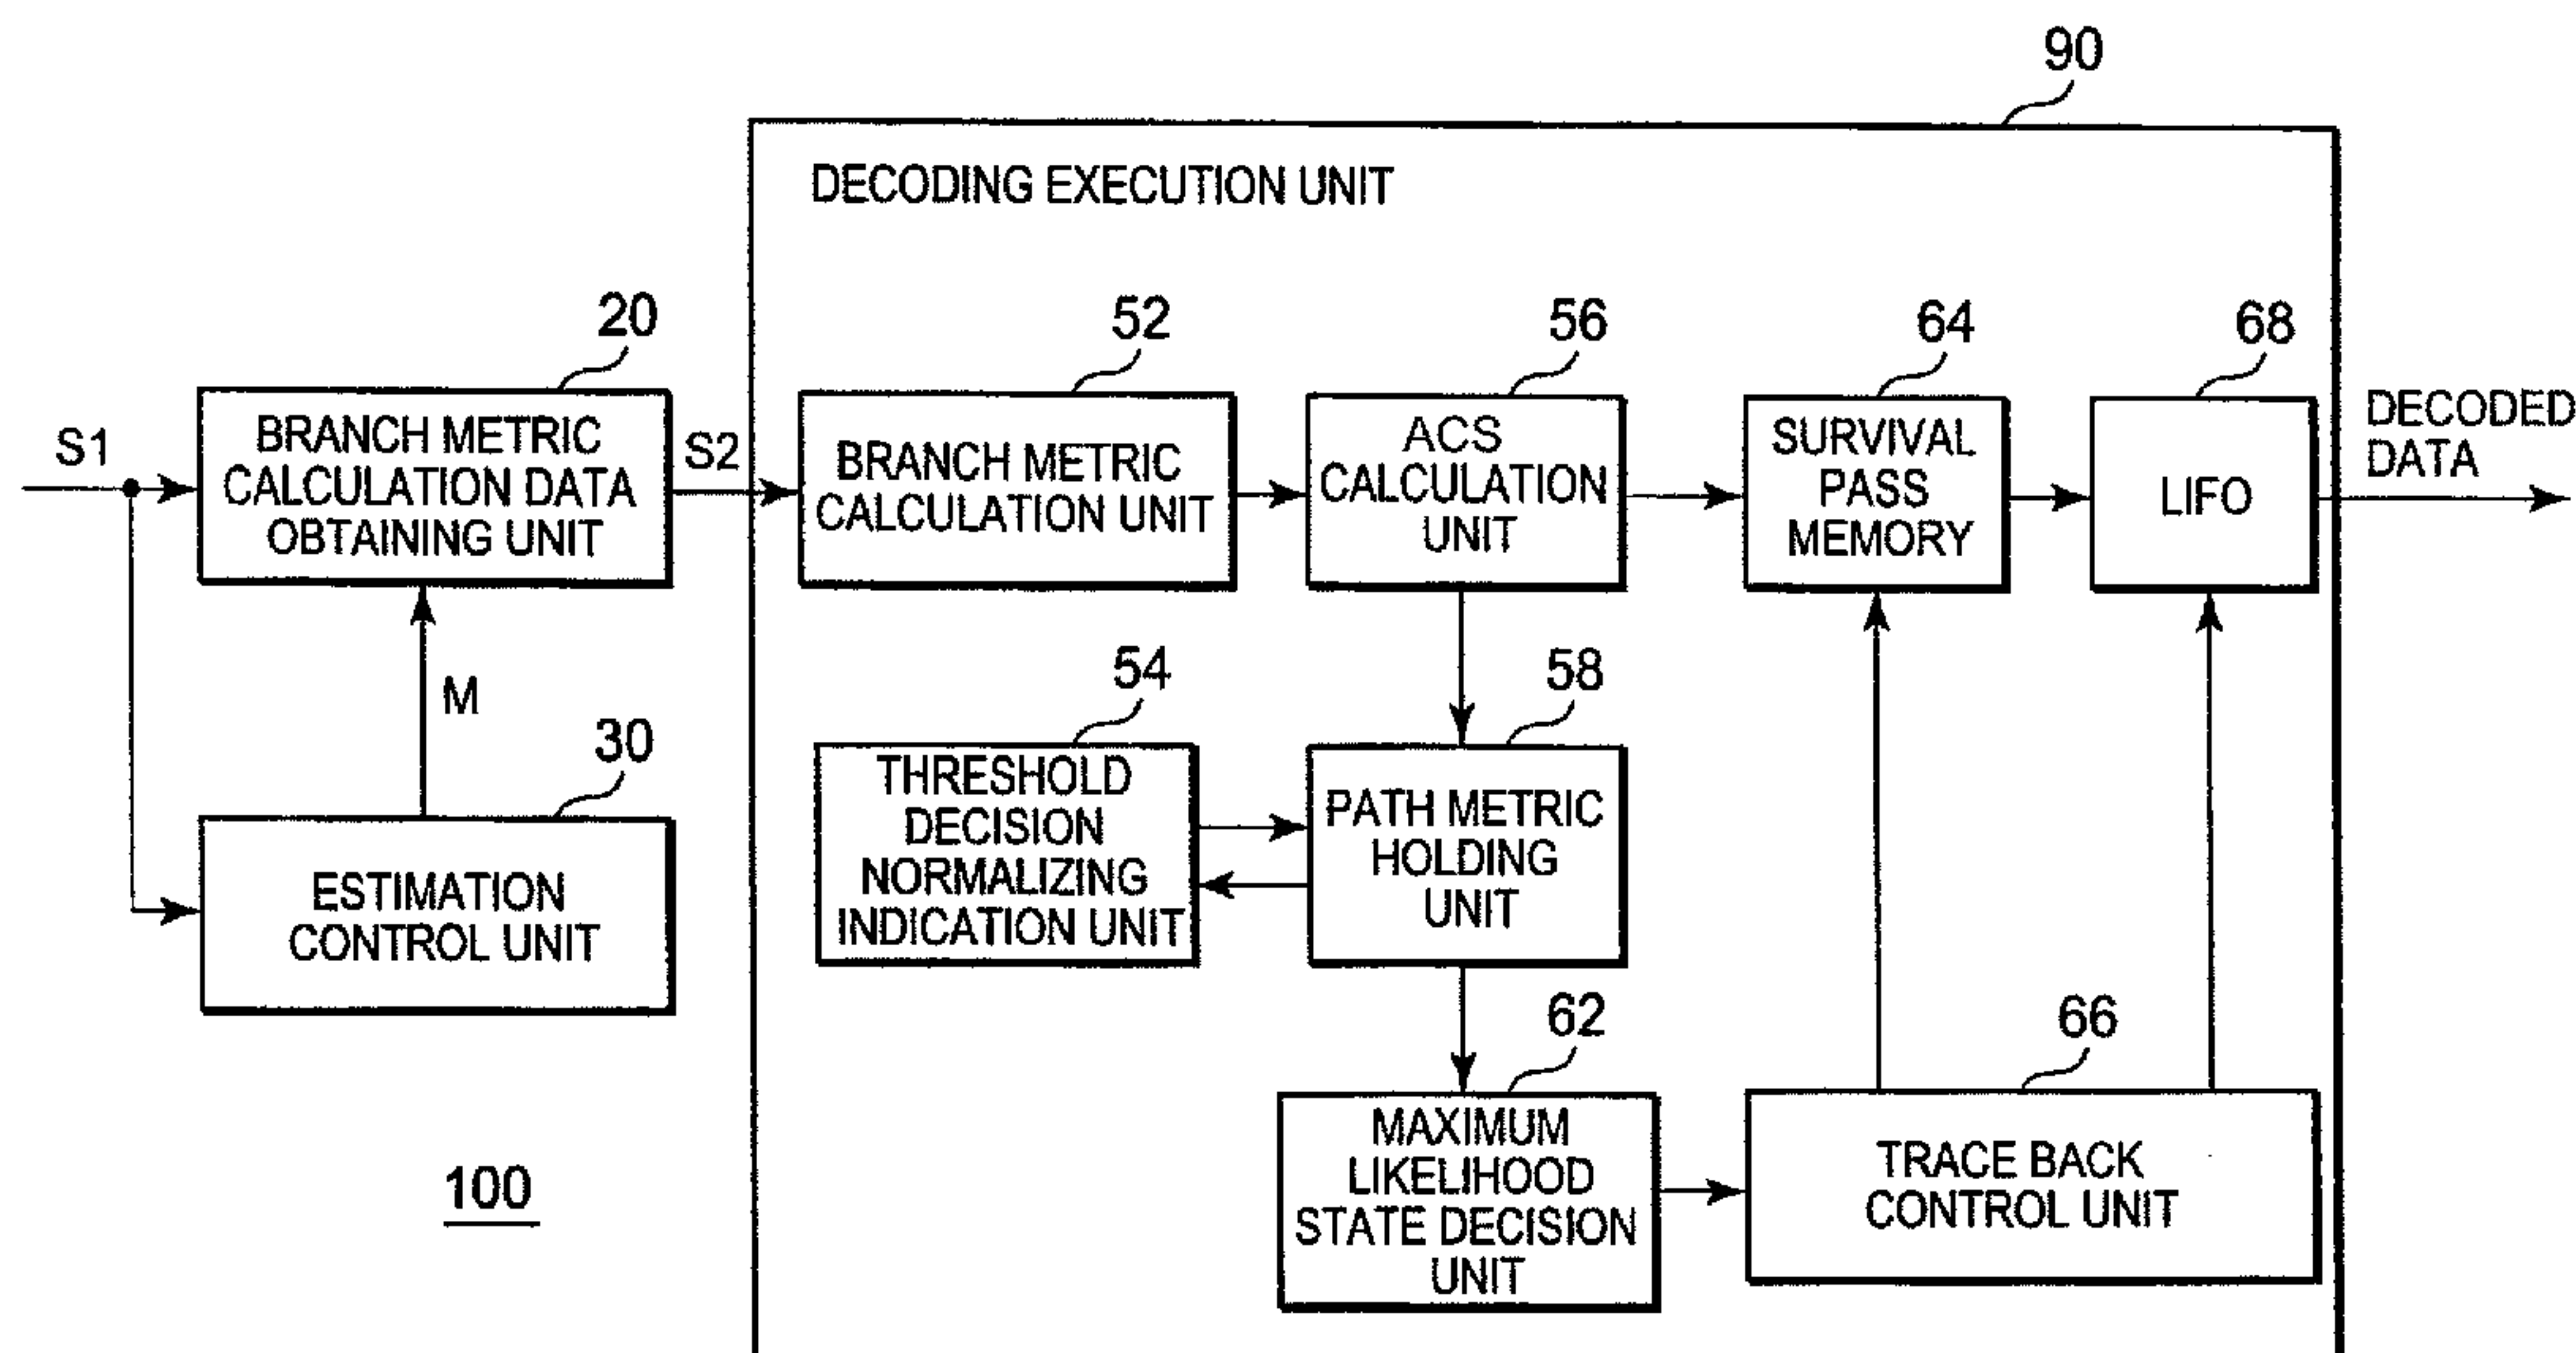 90
DECODING EXECUTION UNIT
20
52
56
64
68
S1
BRANCH METRIC
CALCULATION DATA
OBTAINING UNIT
S2
BRANCH METRIC
CALCULATION UNIT
ACS
CALCULATION
UNIT
SURVIVAL
PASS
MEMORY
LIFO
DECODED
DATA
M
30
ESTIMATION
CONTROL UNIT
54
THRESHOLD
DECISION
NORMALIZING
INDICATION UNIT
58
PATH METRIC
HOLDING
UNIT
62
MAXIMUM
LIKELIHOOD
STATE DECISION
UNIT
66
TRACE BACK
CONTROL UNIT
100